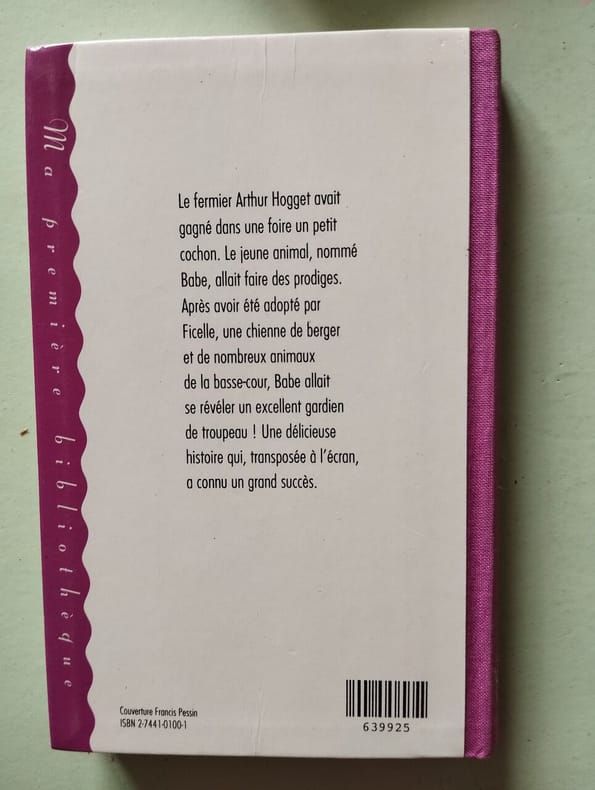 Ma première bibliothèque
Le fermier Arthur Hogget avait
gagné dans une foire un petit
cochon. Le jeune animal, nommé
Babe, allait faire des prodiges.
Après avoir été adopté par
Ficelle, une chienne de berger
et de nombreux animaux
de la basse-cour, Babe allait
se révéler un excellent gardien
de troupeau ! Une délicieuse
histoire qui, transposée à l'écran,
a connu un grand succès.
Couverture Francis Pessin
ISBN 2-7441-0100-1
639925